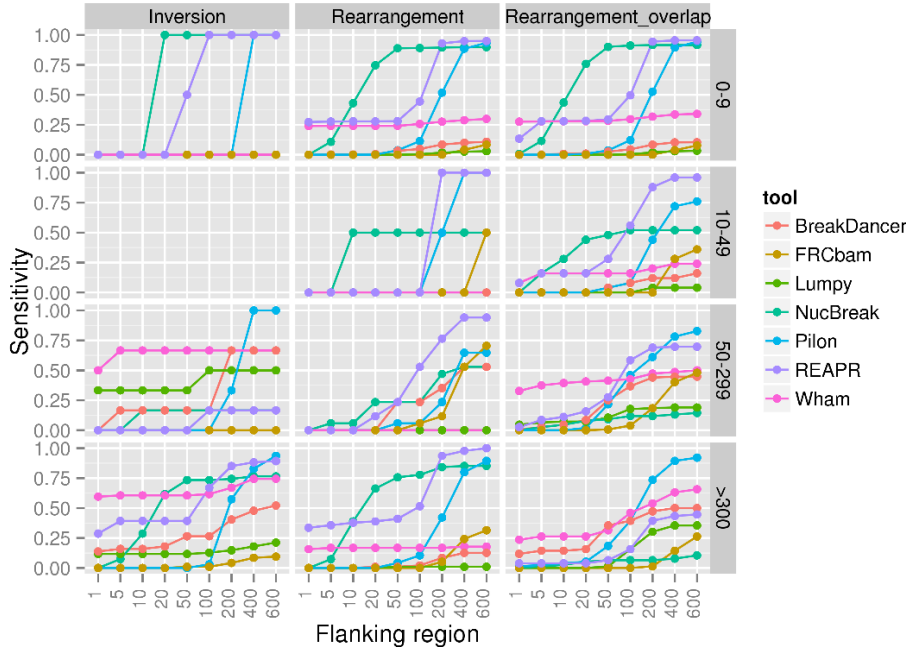 Inversion Rearrangement Rearrangement_overlap
1.00
0.75
0.50
0.25
0.00
0-9
1.00
0.75
0.50
0.25
0.00
10-49
1.00
0.75
0.50
0.25
0.00
50-299
1.00
0.75
0.50
0.25
0.00
>300
Sensitivity
1 5 10 20 50 100 200 400 600
1 5 10 20 50 100 200 400 600
1 5 10 20 50 100 200 400 600
Flanking region
tool
BreakDancer
FRCbam
Lumpy
NucBreak
Pilon
REAPR
Wham